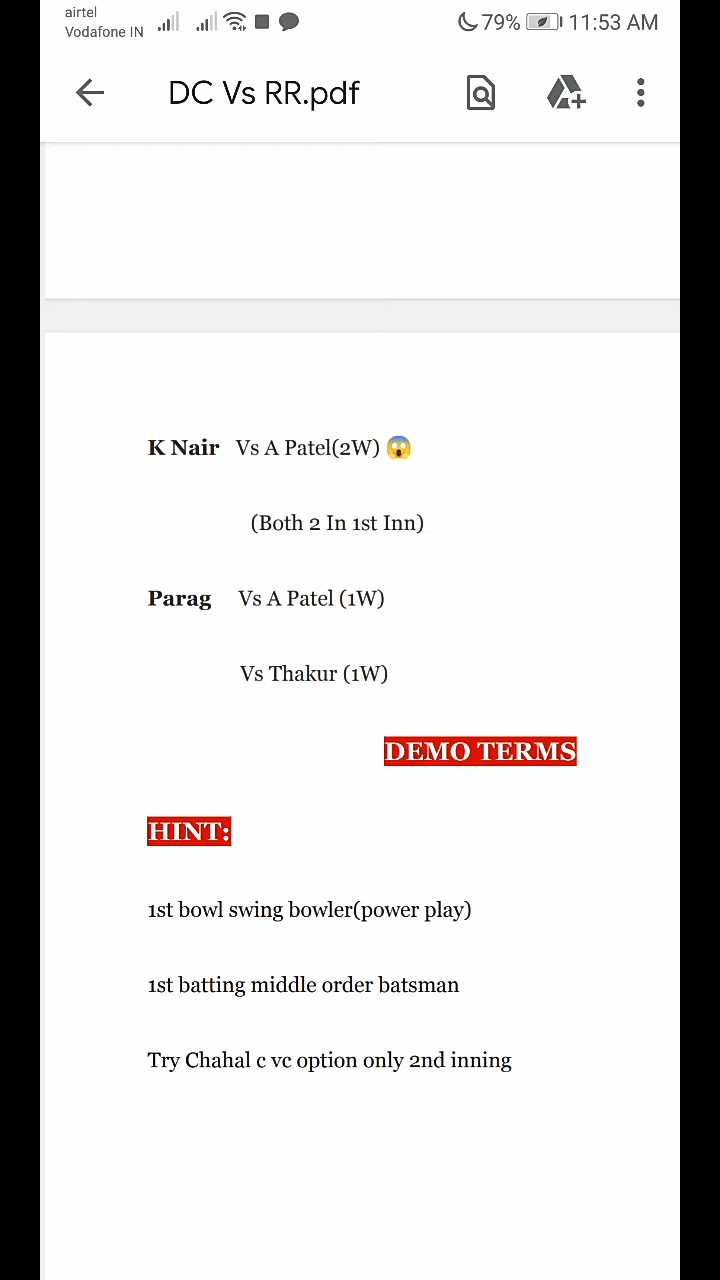 airtel
Vodafone IN
79% 11:53 AM
DC Vs RR.pdf
K Nair Vs A Patel(2W) 😱
(Both 2 In 1st Inn)
Parag Vs A Patel (1W)
Vs Thakur (1W)
DEMO TERMS
HINT:
1st bowl swing bowler(power play)
1st batting middle order batsman
Try Chahal c vc option only 2nd inning